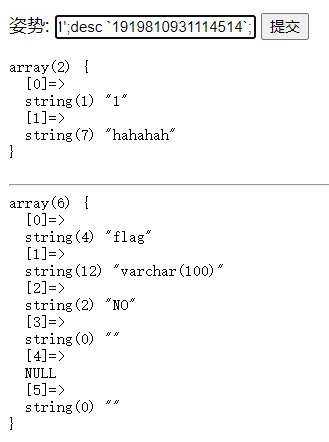 姿势: 1';desc `1919810931114514`; 提交
array(2) {
  [0]=>
  string(1) "1"
  [1]=>
  string(7) "hahahah"
}
array(6) {
  [0]=>
  string(4) "flag"
  [1]=>
  string(12) "varchar(100)"
  [2]=>
  string(2) "NO"
  [3]=>
  string(0) ""
  [4]=>
  NULL
  [5]=>
  string(0) ""
}